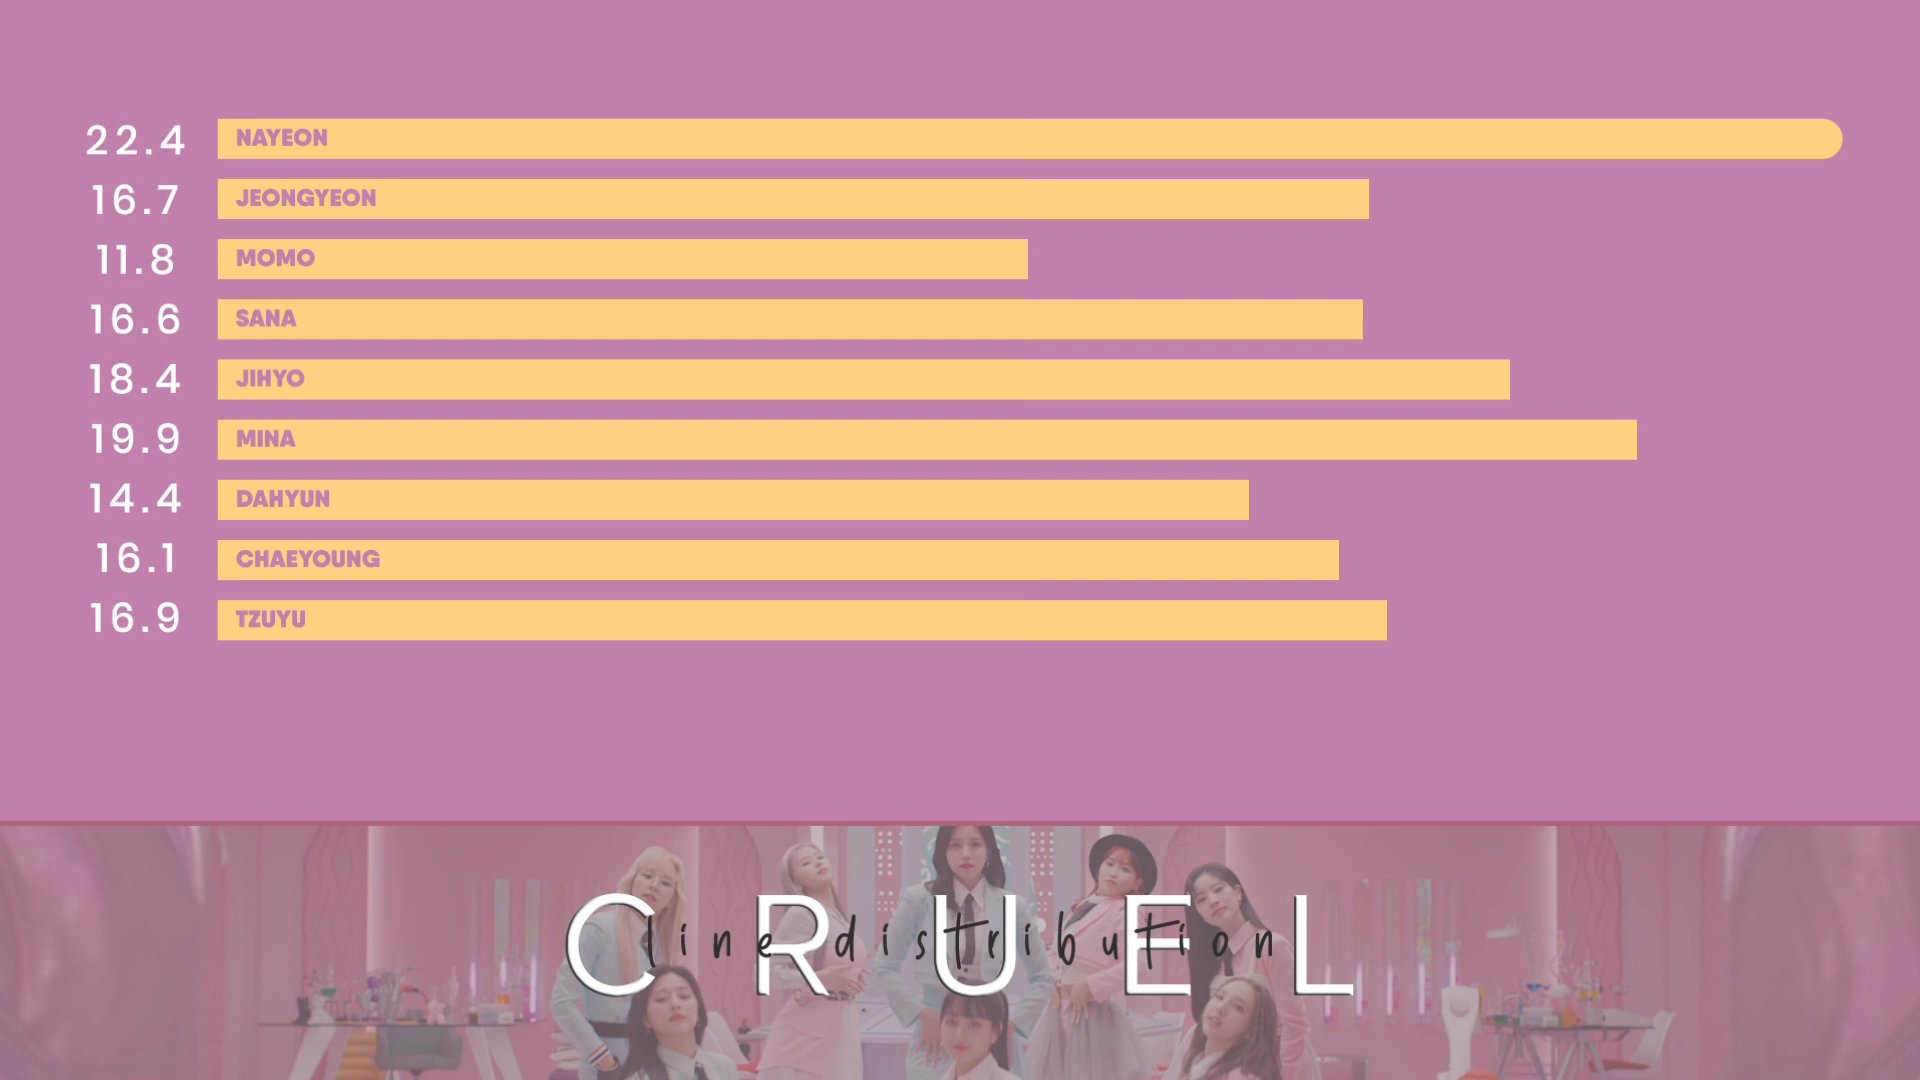 22.4 NAYEON
16.7 JEONGYEON
11.8 MOMO
16.6 SANA
18.4 JIHYO
19.9 MINA
14.4 DAHYUN
16.1 CHAEYOUNG
16.9 TZUYU
CRUEL
line distribution